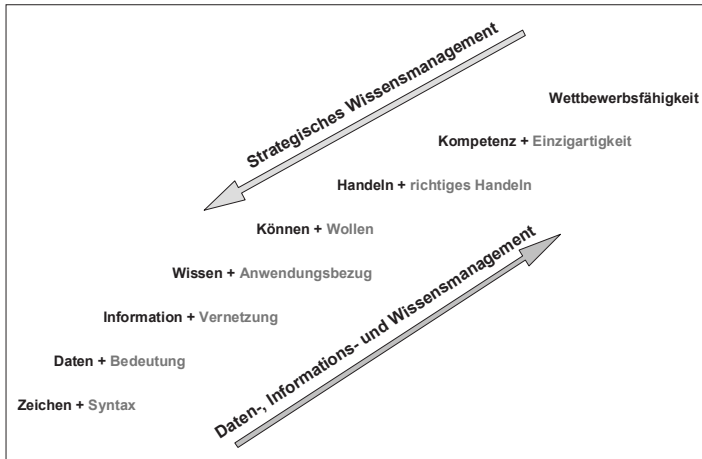 Strategisches Wissensmanagement
Wettbewerbsfähigkeit
Kompetenz + Einzigartigkeit
Handeln + richtiges Handeln
Können + Wollen
Wissen + Anwendungsbezug
Information + Vernetzung
Daten + Bedeutung
Zeichen + Syntax
Daten-, Informations- und Wissensmanagement